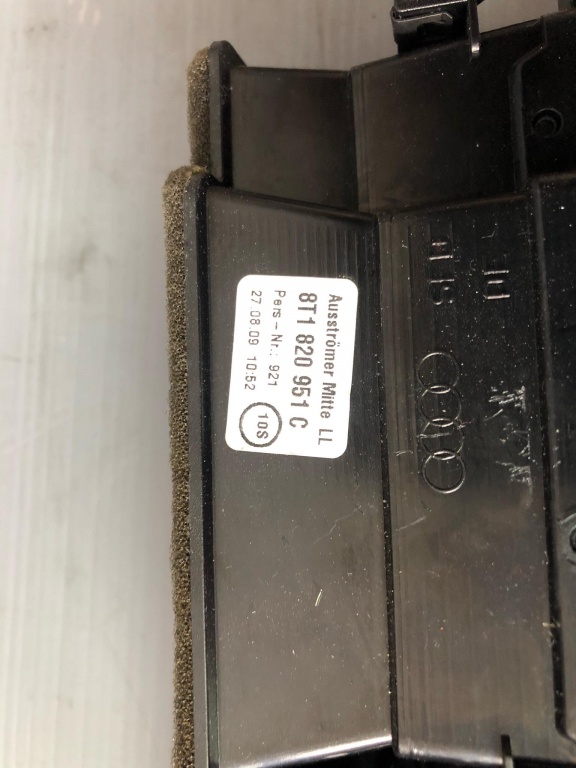 Ausströmer Mitte LL
8T1 820 951 C
Pers-Nr.: 921
27.08.09 10:52
10S